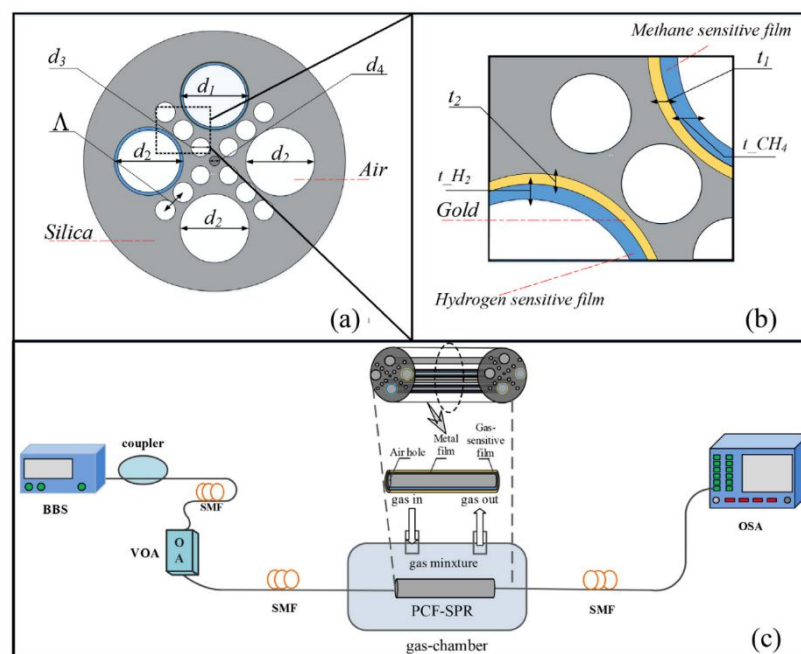 (a)
d3
d1
d4
Λ
d2
d2
Air
d2
Silica
(b)
Methane sensitive film
t1
t2
t_CH4
t_H2
Gold
Hydrogen sensitive film
(c)
BBS
coupler
SMF
VOA
O
A
SMF
Air hole
Metal
film
Gas-
sensitive
film
gas in
gas out
gas minxture
PCF-SPR
gas-chamber
SMF
OSA